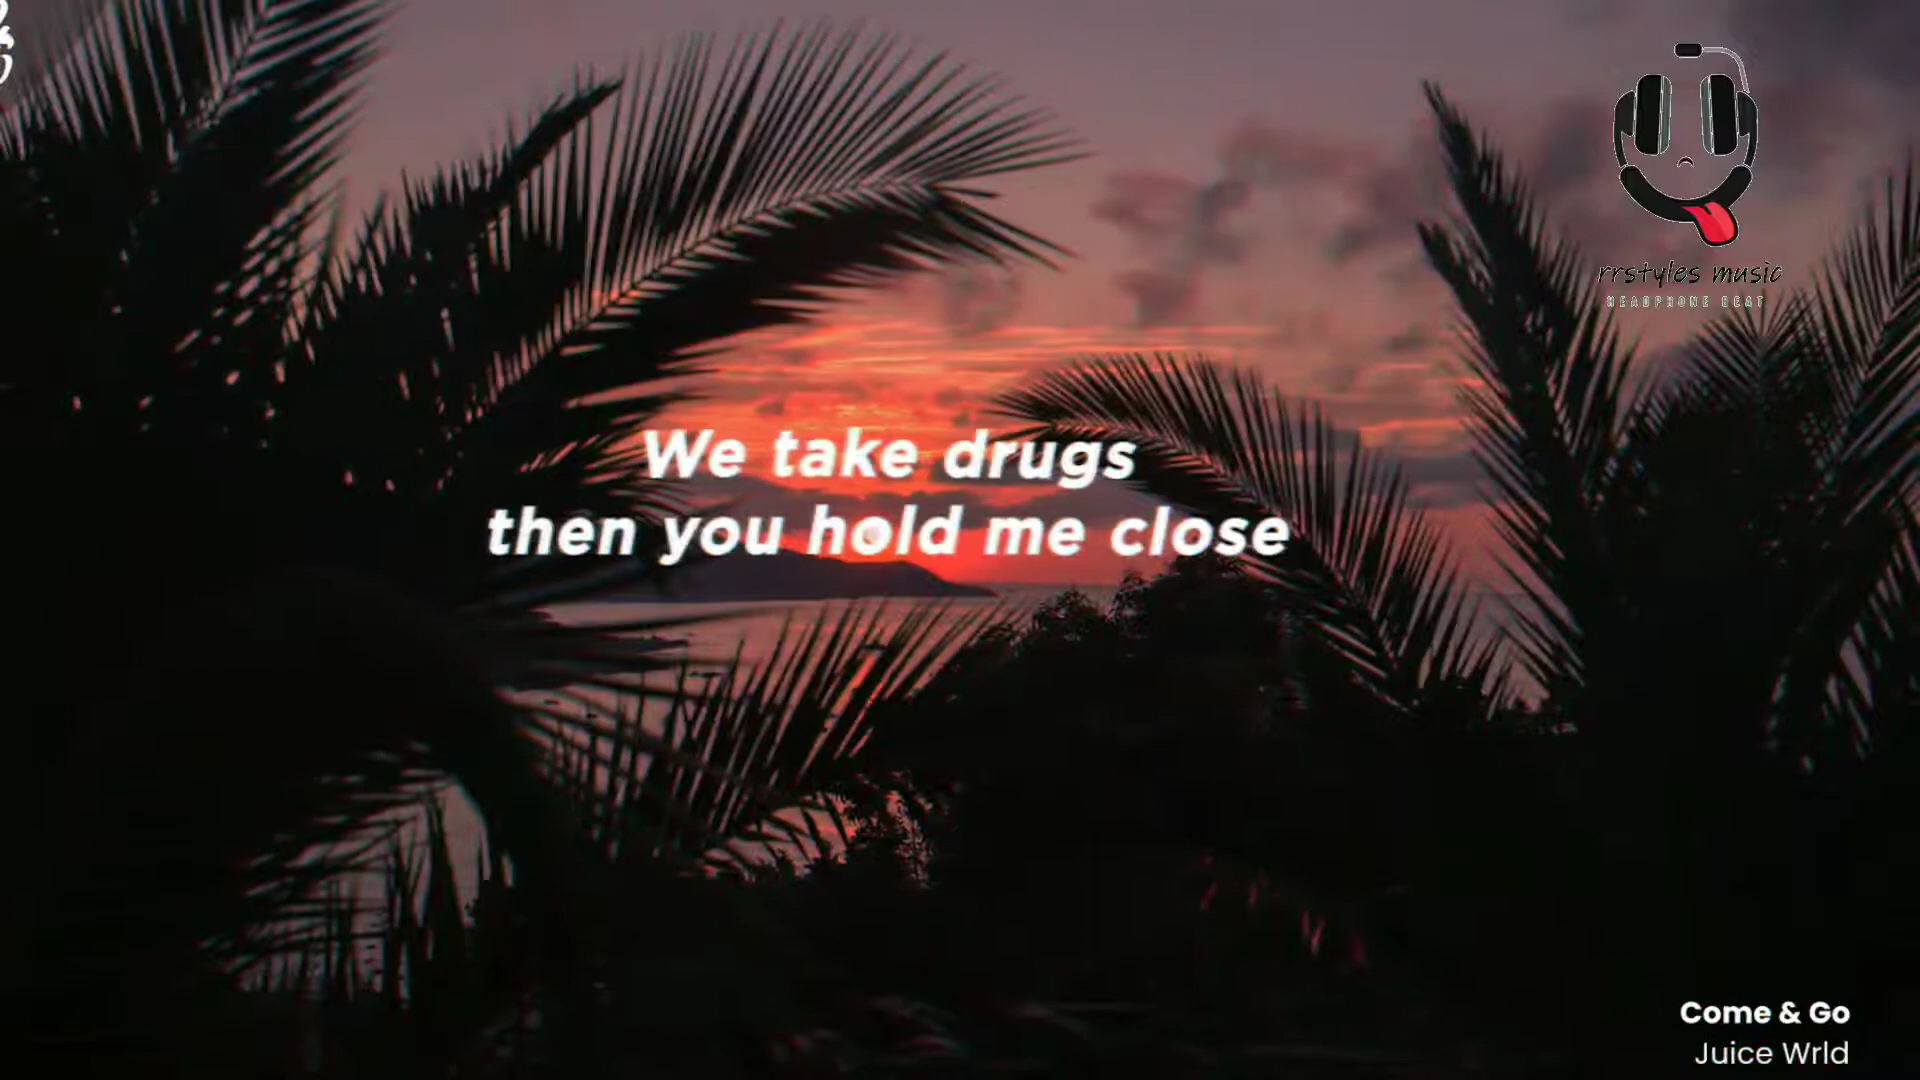 rrstyles music
HEADPHONE BEAT
We take drugs
then you hold me close
Come & Go
Juice Wrld